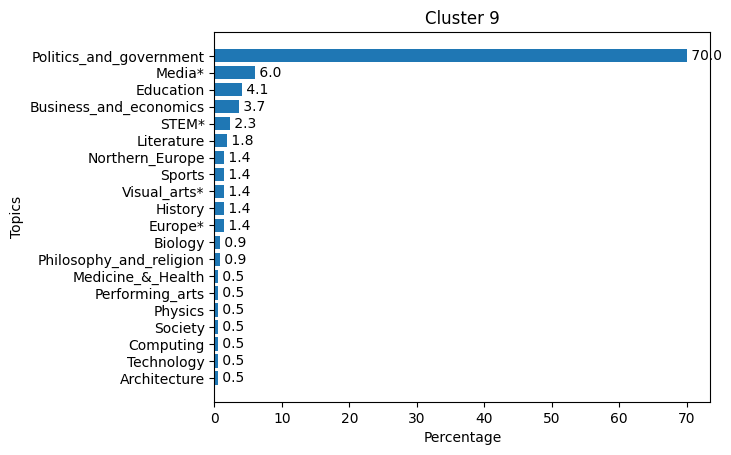 Cluster 9
Politics_and_government 70.0
Media* 6.0
Education 4.1
Business_and_economics 3.7
STEM* 2.3
Literature 1.8
Northern_Europe 1.4
Sports 1.4
Visual_arts* 1.4
History 1.4
Europe* 1.4
Biology 0.9
Philosophy_and_religion 0.9
Medicine_&_Health 0.5
Performing_arts 0.5
Physics 0.5
Society 0.5
Computing 0.5
Technology 0.5
Architecture 0.5
Topics
0 10 20 30 40 50 60 70
Percentage